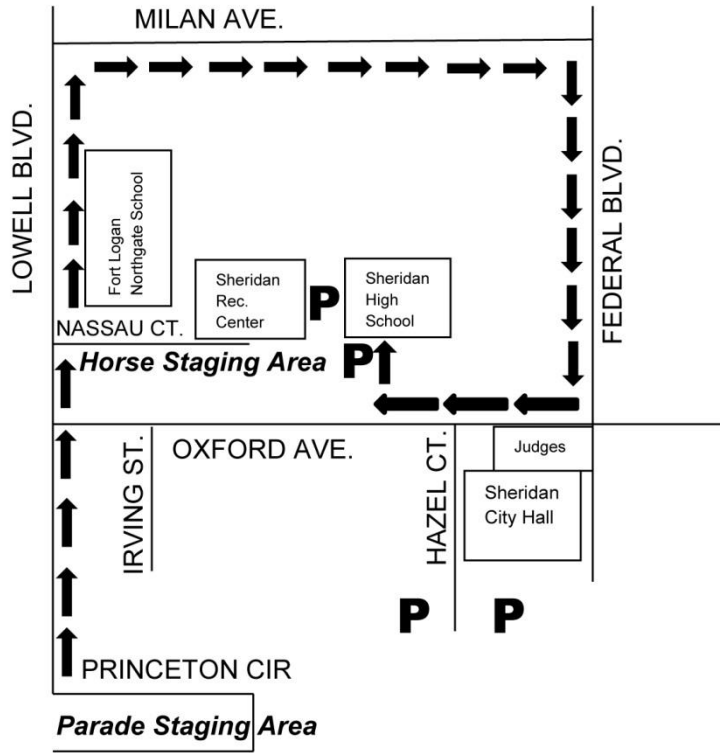 MILAN AVE.
LOWELL BLVD.
FEDERAL BLVD.
Fort Logan
Northgate School
Sheridan
Rec.
Center
P
Sheridan
High
School
NASSAU CT.
Horse Staging Area
P
OXFORD AVE.
IRVING ST.
HAZEL CT.
Judges
Sheridan
City Hall
P
P
PRINCETON CIR
Parade Staging Area